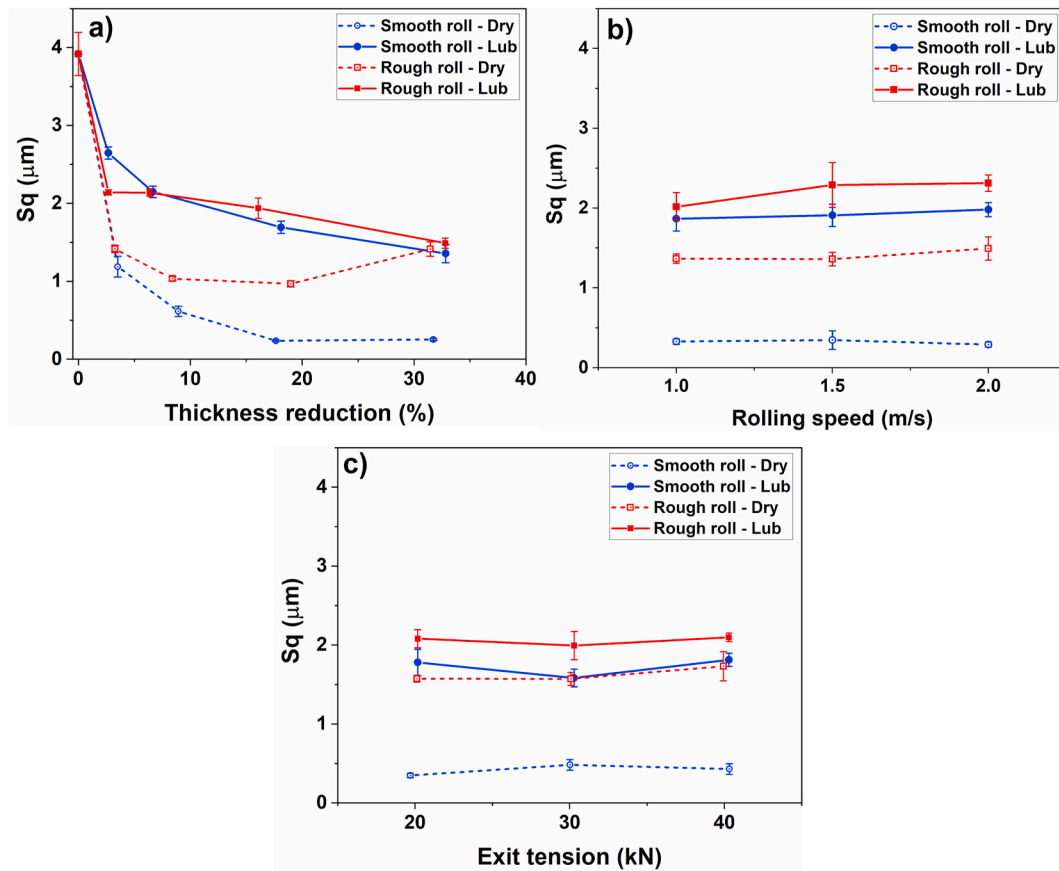 a)
Smooth roll - Dry
Smooth roll - Lub
Rough roll - Dry
Rough roll - Lub
4
3
2
1
0
Sq (μm)
0 10 20 30 40
Thickness reduction (%)
b)
Smooth roll - Dry
Smooth roll - Lub
Rough roll - Dry
Rough roll - Lub
4
3
2
1
0
Sq (μm)
1.0 1.5 2.0
Rolling speed (m/s)
c)
Smooth roll - Dry
Smooth roll - Lub
Rough roll - Dry
Rough roll - Lub
4
3
2
1
0
Sq (μm)
20 30 40
Exit tension (kN)